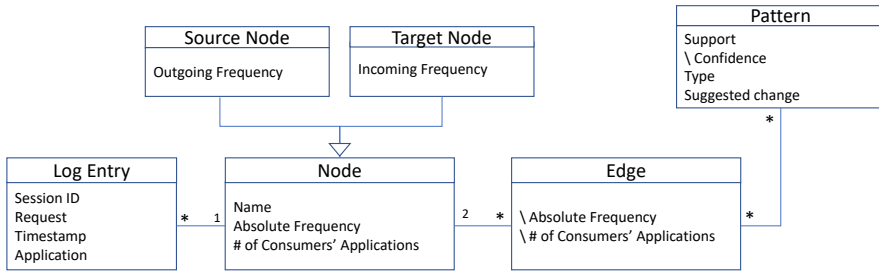 Pattern
Support
\ Confidence
Type
Suggested change
Source Node
Outgoing Frequency
Target Node
Incoming Frequency
*
Log Entry
Session ID
Request
Timestamp
Application
* 1
Node
Name
Absolute Frequency
# of Consumers' Applications
2 *
Edge
\ Absolute Frequency
\ # of Consumers' Applications
*